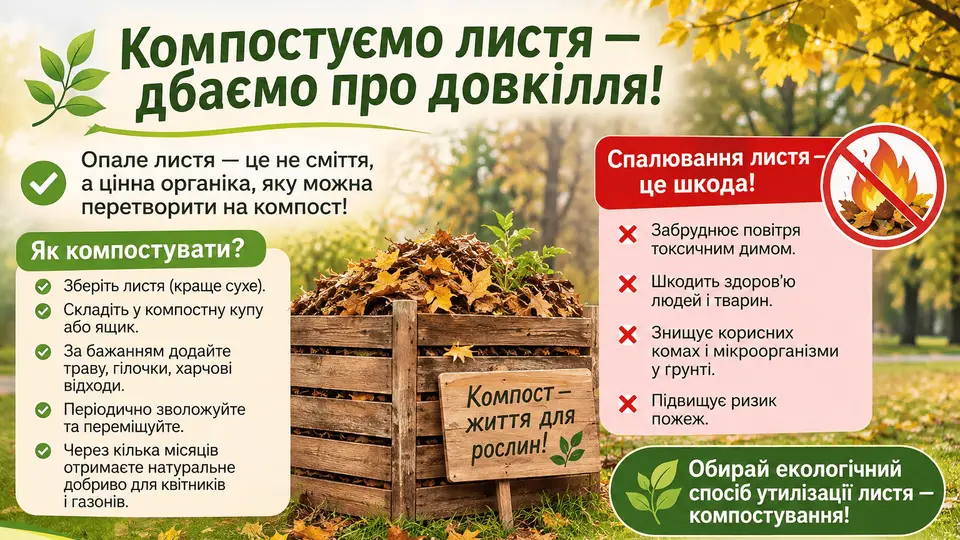 Компостуємо листя –
дбаємо про довкілля!
Опале листя — це не сміття,
а цінна органіка, яку можна
перетворити на компост!
Як компостувати?
Зберіть листя (краще сухе).
Складіть у компостну купу
або ящик.
За бажанням додайте
траву, гілочки, харчові
відходи.
Періодично зволожуйте
та переміщуйте.
Через кілька місяців
отримаєте натуральне
добриво для квітників
і газонів.
Компост –
життя для
рослин!
Спалювання листя –
це шкода!
Забруднює повітря
токсичним димом.
Шкодить здоров'ю
людей і тварин.
Знищує корисних
комах і мікроорганізми
у ґрунті.
Підвищує ризик
пожеж.
Обирай екологічний
спосіб утилізації листя –
компостування!